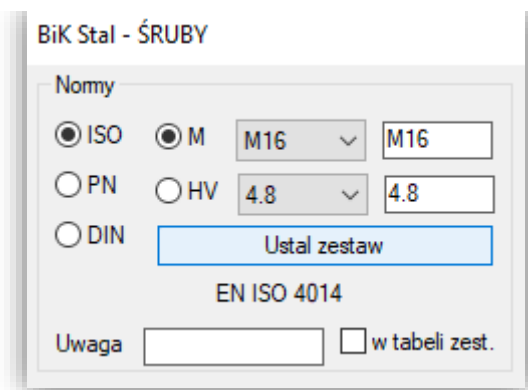 BiK Stal - ŚRUBY
Normy
ISO M M16 M16
PN HV 4.8 4.8
DIN Ustal zestaw
EN ISO 4014
Uwaga w tabeli zest.